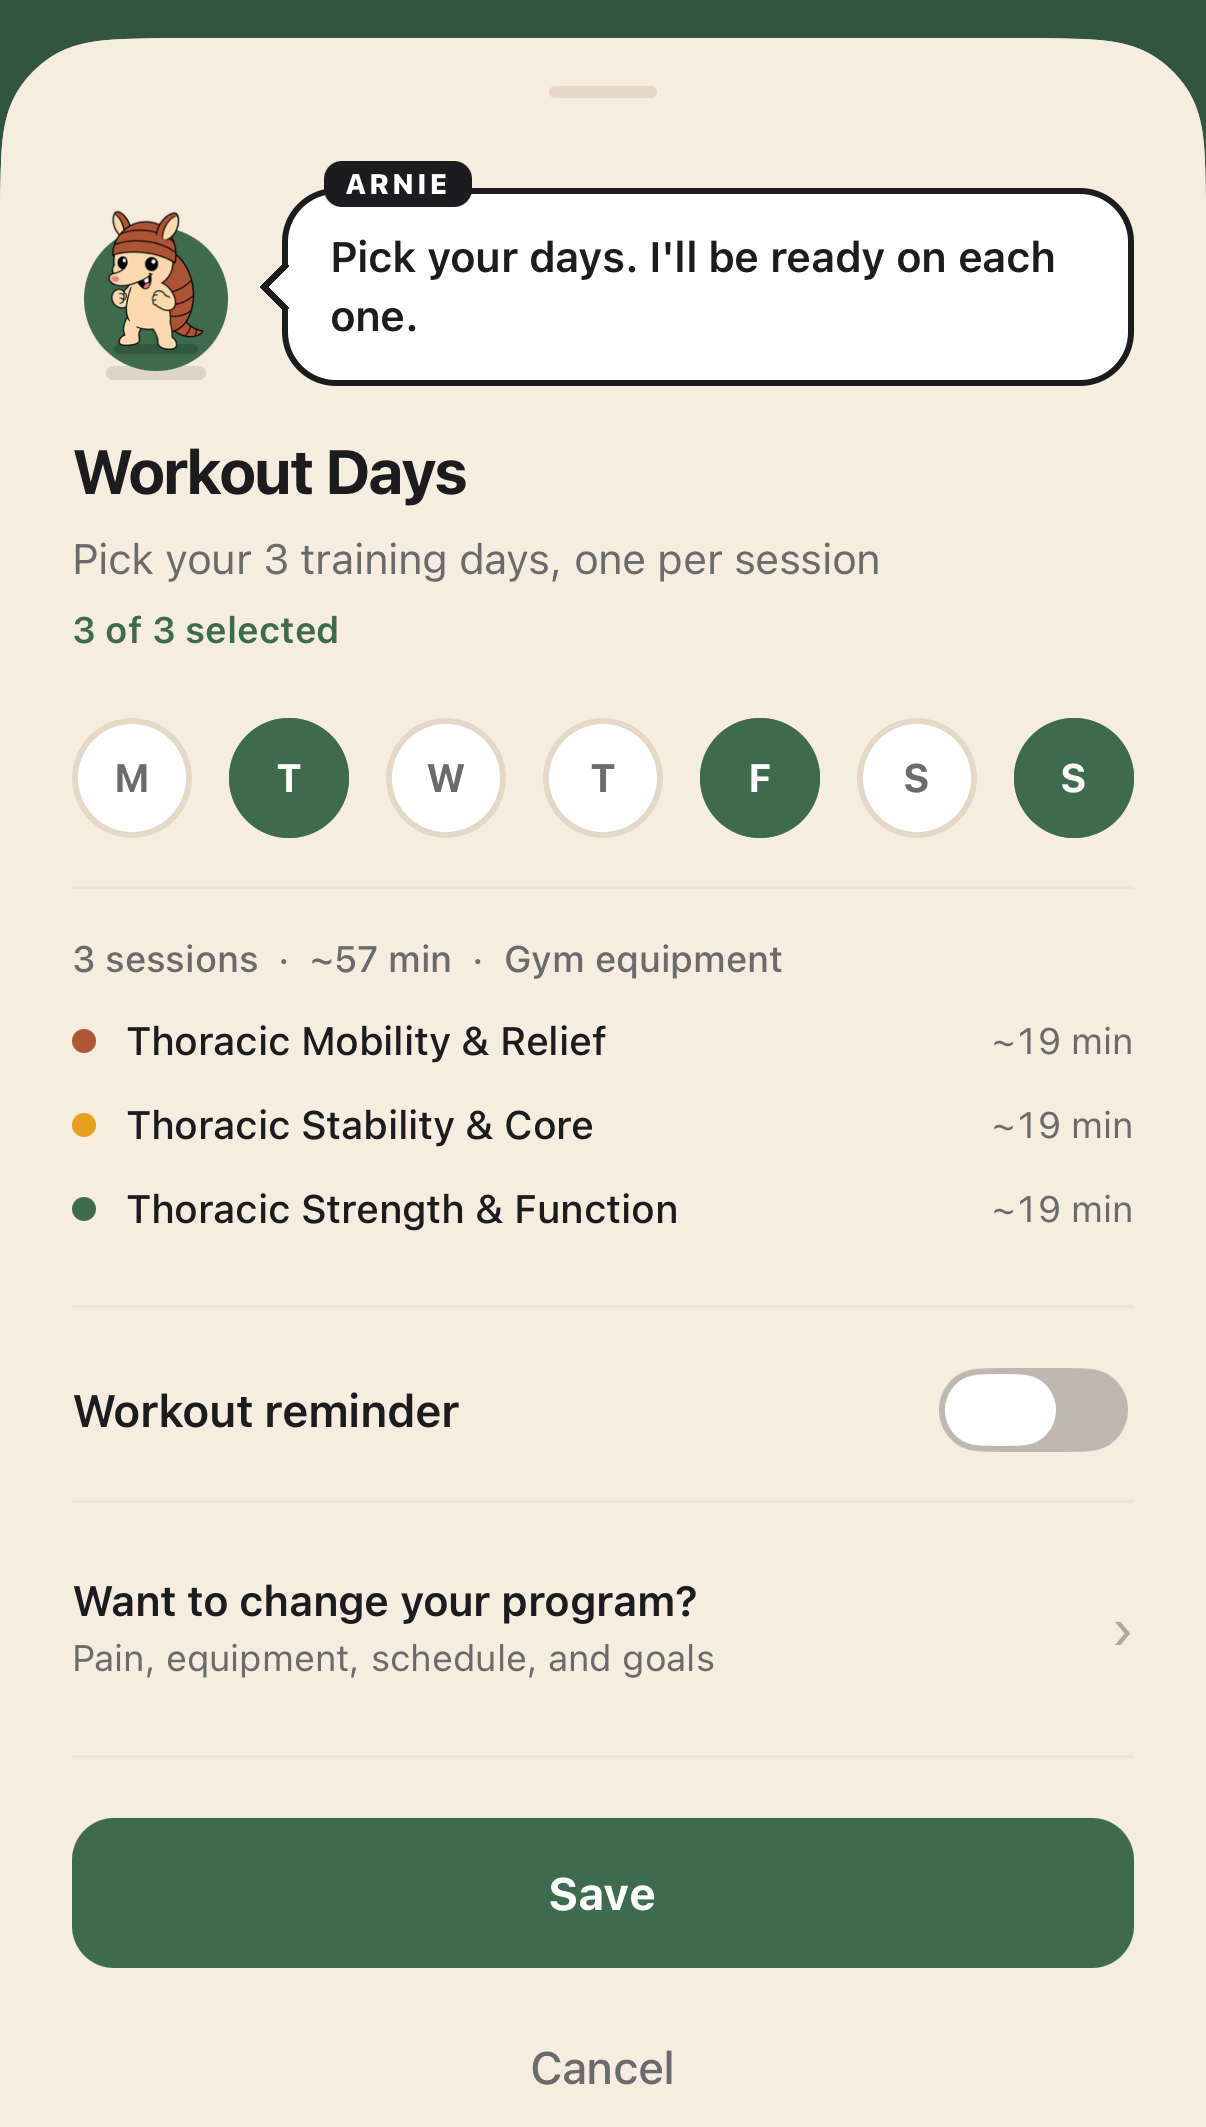 ARNIE
Pick your days. I'll be ready on each
one.
Workout Days
Pick your 3 training days, one per session
3 of 3 selected
M T W T F S S
3 sessions · ~57 min · Gym equipment
Thoracic Mobility & Relief ~19 min
Thoracic Stability & Core ~19 min
Thoracic Strength & Function ~19 min
Workout reminder
Want to change your program?
Pain, equipment, schedule, and goals
Save
Cancel